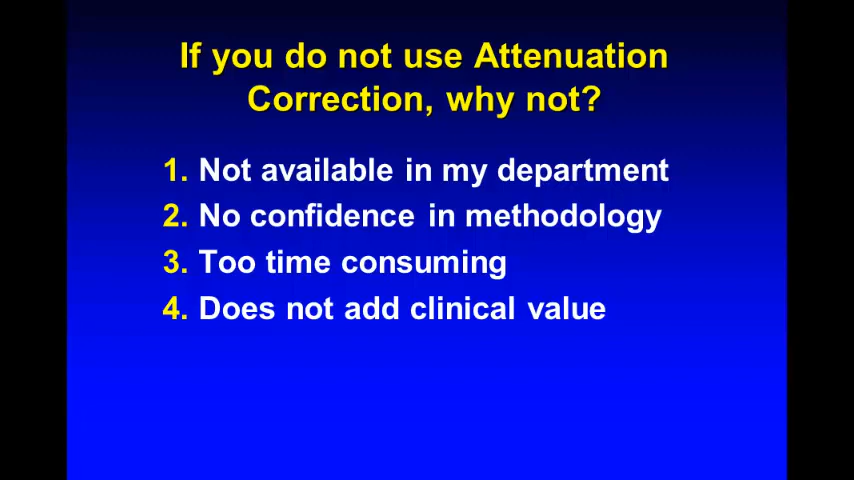 If you do not use Attenuation
Correction, why not?
1. Not available in my department
2. No confidence in methodology
3. Too time consuming
4. Does not add clinical value